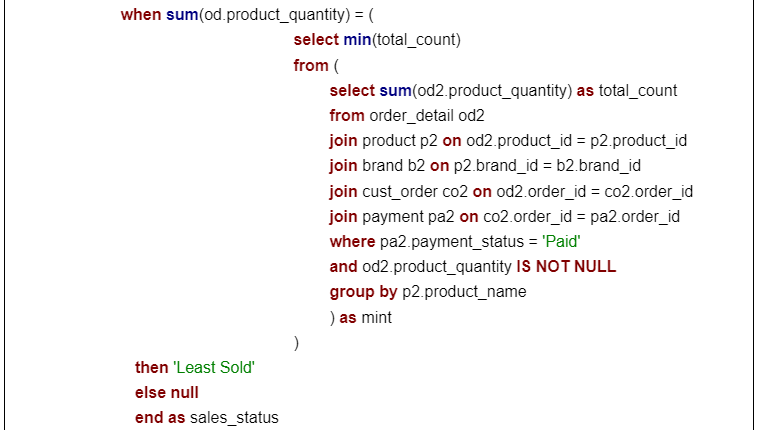 when sum(od.product_quantity) = (
select min(total_count)
from (
select sum(od2.product_quantity) as total_count
from order_detail od2
join product p2 on od2.product_id = p2.product_id
join brand b2 on p2.brand_id = b2.brand_id
join cust_order co2 on od2.order_id = co2.order_id
join payment pa2 on co2.order_id = pa2.order_id
where pa2.payment_status = 'Paid'
and od2.product_quantity IS NOT NULL
group by p2.product_name
) as mint
)
then 'Least Sold'
else null
end as sales_status